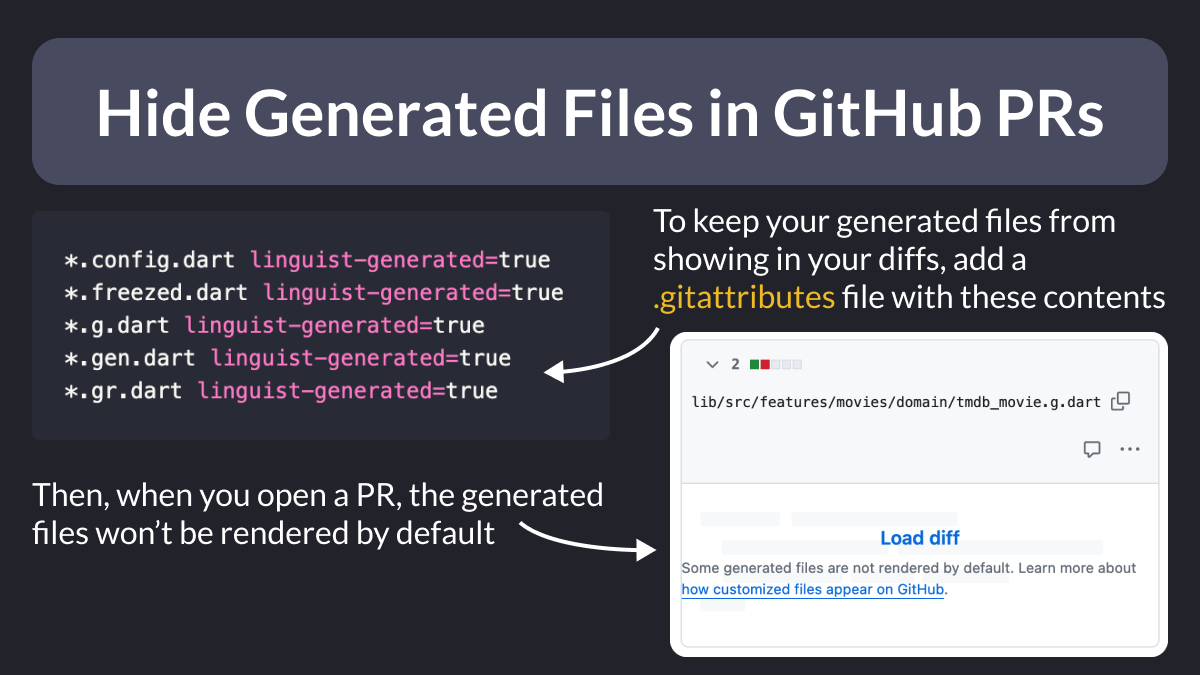 Hide Generated Files in GitHub PRs
*.config.dart linguist-generated=true
*.freezed.dart linguist-generated=true
*.g.dart linguist-generated=true
*.gen.dart linguist-generated=true
*.gr.dart linguist-generated=true
To keep your generated files from
showing in your diffs, add a
.gitattributes file with these contents
2
lib/src/features/movies/domain/tmdb_movie.g.dart
Then, when you open a PR, the generated
files won’t be rendered by default
Load diff
Some generated files are not rendered by default. Learn more about
how customized files appear on GitHub.